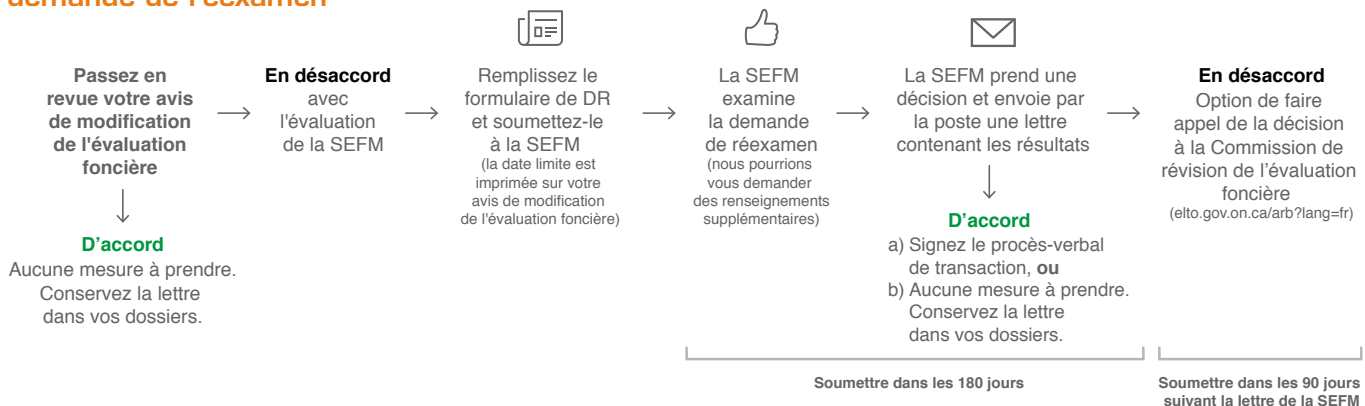 demande de réexamen
Passez en
revue votre avis
de modification
de l'évaluation
foncière
D'accord
Aucune mesure à prendre.
Conservez la lettre
dans vos dossiers.
En désaccord
avec
l'évaluation
de la SEFM
Remplissez le
formulaire de DR
et soumettez-le
à la SEFM
(la date limite est
imprimée sur votre
avis de modification
de l'évaluation foncière)
La SEFM
examine
la demande
de réexamen
(nous pourrions
vous demander
des renseignements
supplémentaires)
La SEFM prend une
décision et envoie par
la poste une lettre
contenant les résultats
D'accord
a) Signez le procès-verbal
de transaction, ou
b) Aucune mesure à prendre.
Conservez la lettre
dans vos dossiers.
En désaccord
Option de faire
appel de la décision
à la Commission de
révision de l'évaluation
foncière
(elto.gov.on.ca/arb?lang=fr)
Soumettre dans les 180 jours
Soumettre dans les 90 jours
suivant la lettre de la SEFM